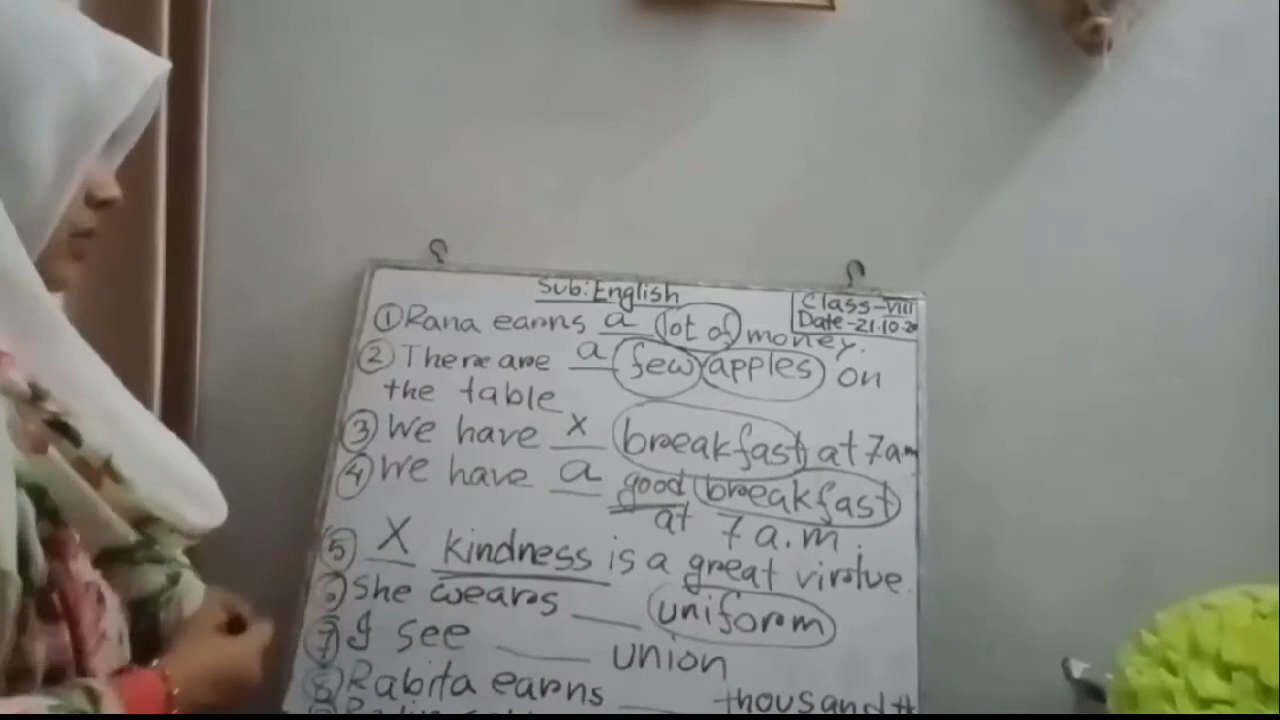 Sub: English
Class-VIII
Date-21.10.20
① Rana earns a lot of money.
② There are a few apples on
the table
③ We have x breakfast at 7am
④ We have a good breakfast
at 7 a.m.
⑤ X kindness is a great virtue.
⑥ She wears ___ uniform
⑦ I see ___ union
⑧ Rabita earns ___ thousand